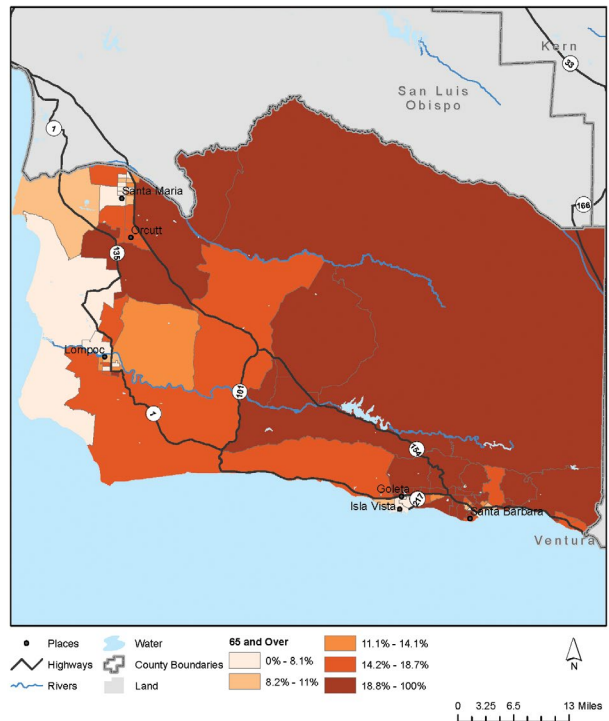 Kern
33
San Luis
Obispo
1
166
Santa Maria
Orcutt
135
Lompoc
101
1
154
Goleta
217
Isla Vista
Santa Barbara
Ventura
Places
Highways
Rivers
Water
County Boundaries
Land
65 and Over
0% - 8.1%
8.2% - 11%
11.1% - 14.1%
14.2% - 18.7%
18.8% - 100%
N
0 3.25 6.5 13 Miles